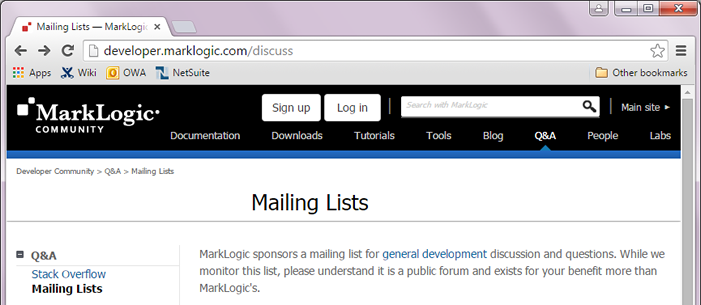 Mailing Lists — MarkLogic
developer.marklogic.com/discuss
Apps Wiki OWA NetSuite Other bookmarks
MarkLogic
COMMUNITY
Sign up Log in Search with MarkLogic Main site ▸
Documentation Downloads Tutorials Tools Blog Q&A People Labs
Developer Community > Q&A > Mailing Lists
Mailing Lists
Q&A
Stack Overflow
Mailing Lists
MarkLogic sponsors a mailing list for general development discussion and questions. While we
monitor this list, please understand it is a public forum and exists for your benefit more than
MarkLogic's.